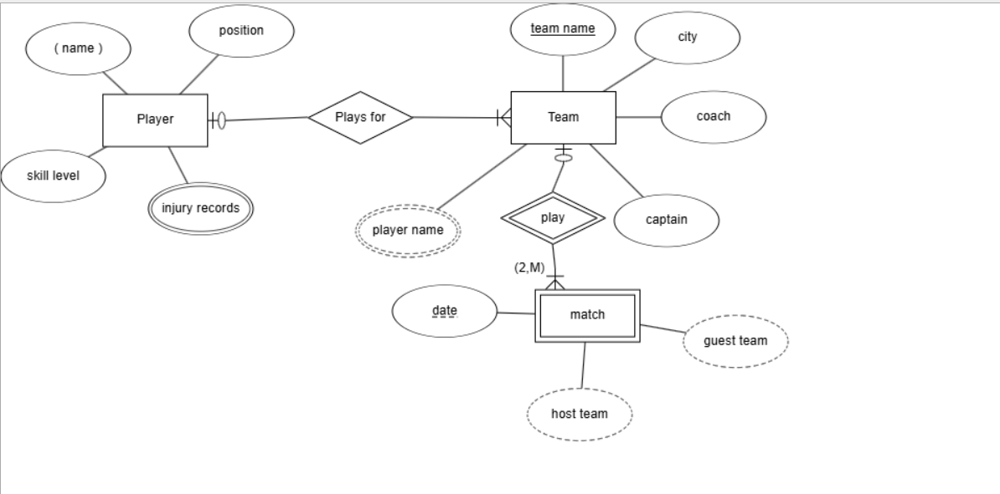 ( name )
position
team name
city
Player
Plays for
Team
coach
skill level
injury records
player name
play
captain
(2,M)
date
match
guest team
host team